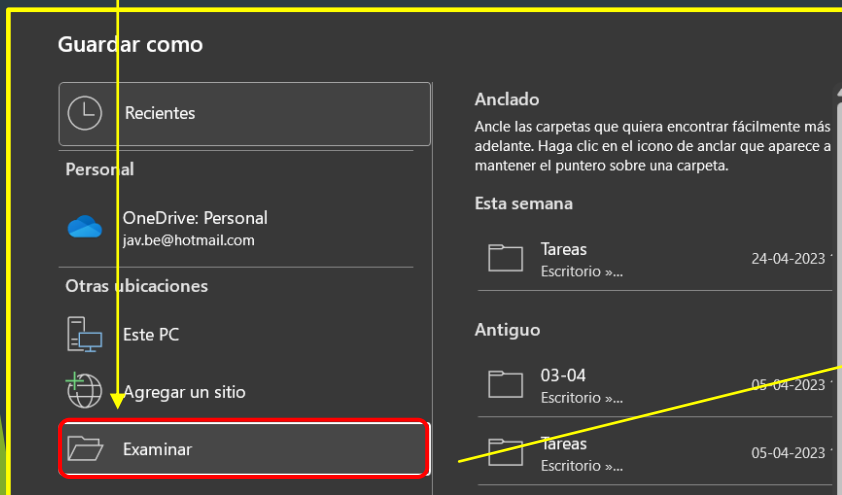 Guardar como
Recientes
Personal
OneDrive: Personal
jav.be@hotmail.com
Otras ubicaciones
Este PC
Agregar un sitio
Examinar
Anclado
Ancle las carpetas que quiera encontrar fácilmente más
adelante. Haga clic en el icono de anclar que aparece a
mantener el puntero sobre una carpeta.
Esta semana
Tareas
Escritorio »...
24-04-2023
Antiguo
03-04
Escritorio »...
05-04-2023
Tareas
Escritorio »...
05-04-2023